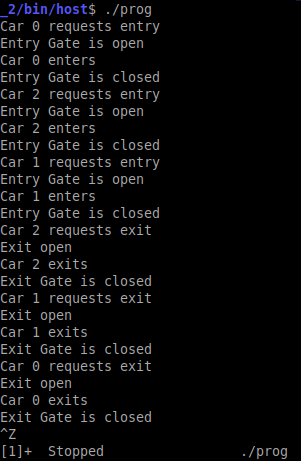 _2/bin/host$ ./prog
Car 0 requests entry
Entry Gate is open
Car 0 enters
Entry Gate is closed
Car 2 requests entry
Entry Gate is open
Car 2 enters
Entry Gate is closed
Car 1 requests entry
Entry Gate is open
Car 1 enters
Entry Gate is closed
Car 2 requests exit
Exit open
Car 2 exits
Exit Gate is closed
Car 1 requests exit
Exit open
Car 1 exits
Exit Gate is closed
Car 0 requests exit
Exit open
Car 0 exits
Exit Gate is closed
^Z
[1]+  Stopped                 ./prog